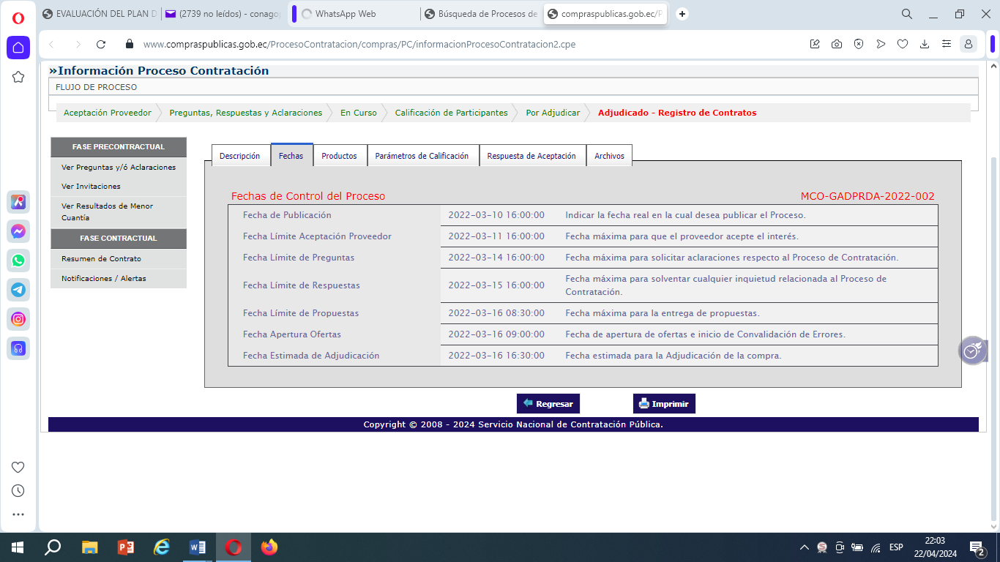 EVALUACIÓN DEL PLAN D
(2739 no leídos) - conago
WhatsApp Web
Búsqueda de Procesos de
compraspublicas.gob.ec/P
www.compraspublicas.gob.ec/ProcesoContratacion/compras/PC/informacionProcesoContratacion2.cpe
»Información Proceso Contratación
FLUJO DE PROCESO
Aceptación Proveedor
Preguntas, Respuestas y Aclaraciones
En Curso
Calificación de Participantes
Por Adjudicar
Adjudicado - Registro de Contratos
FASE PRECONTRACTUAL
Ver Preguntas y/ó Aclaraciones
Ver Invitaciones
Ver Resultados de Menor
Cuantía
FASE CONTRACTUAL
Resumen de Contrato
Notificaciones / Alertas
Descripción
Fechas
Productos
Parámetros de Calificación
Respuesta de Aceptación
Archivos
Fechas de Control del Proceso
MCO-GADPRDA-2022-002
Fecha de Publicación 2022-03-10 16:00:00 Indicar la fecha real en la cual desea publicar el Proceso.
Fecha Límite Aceptación Proveedor 2022-03-11 16:00:00 Fecha máxima para que el proveedor acepte el interés.
Fecha Límite de Preguntas 2022-03-14 16:00:00 Fecha máxima para solicitar aclaraciones respecto al Proceso de Contratación.
Fecha Límite de Respuestas 2022-03-15 16:00:00 Fecha máxima para solventar cualquier inquietud relacionada al Proceso de
Contratación.
Fecha Límite de Propuestas 2022-03-16 08:30:00 Fecha máxima para la entrega de propuestas.
Fecha Apertura Ofertas 2022-03-16 09:00:00 Fecha de apertura de ofertas e inicio de Convalidación de Errores.
Fecha Estimada de Adjudicación 2022-03-16 16:30:00 Fecha estimada para la Adjudicación de la compra.
Regresar
Imprimir
Copyright © 2008 - 2024 Servicio Nacional de Contratación Pública.
ESP
22:03
22/04/2024
2